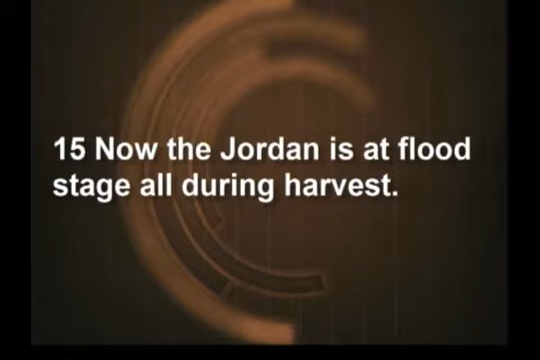 15 Now the Jordan is at flood
stage all during harvest.